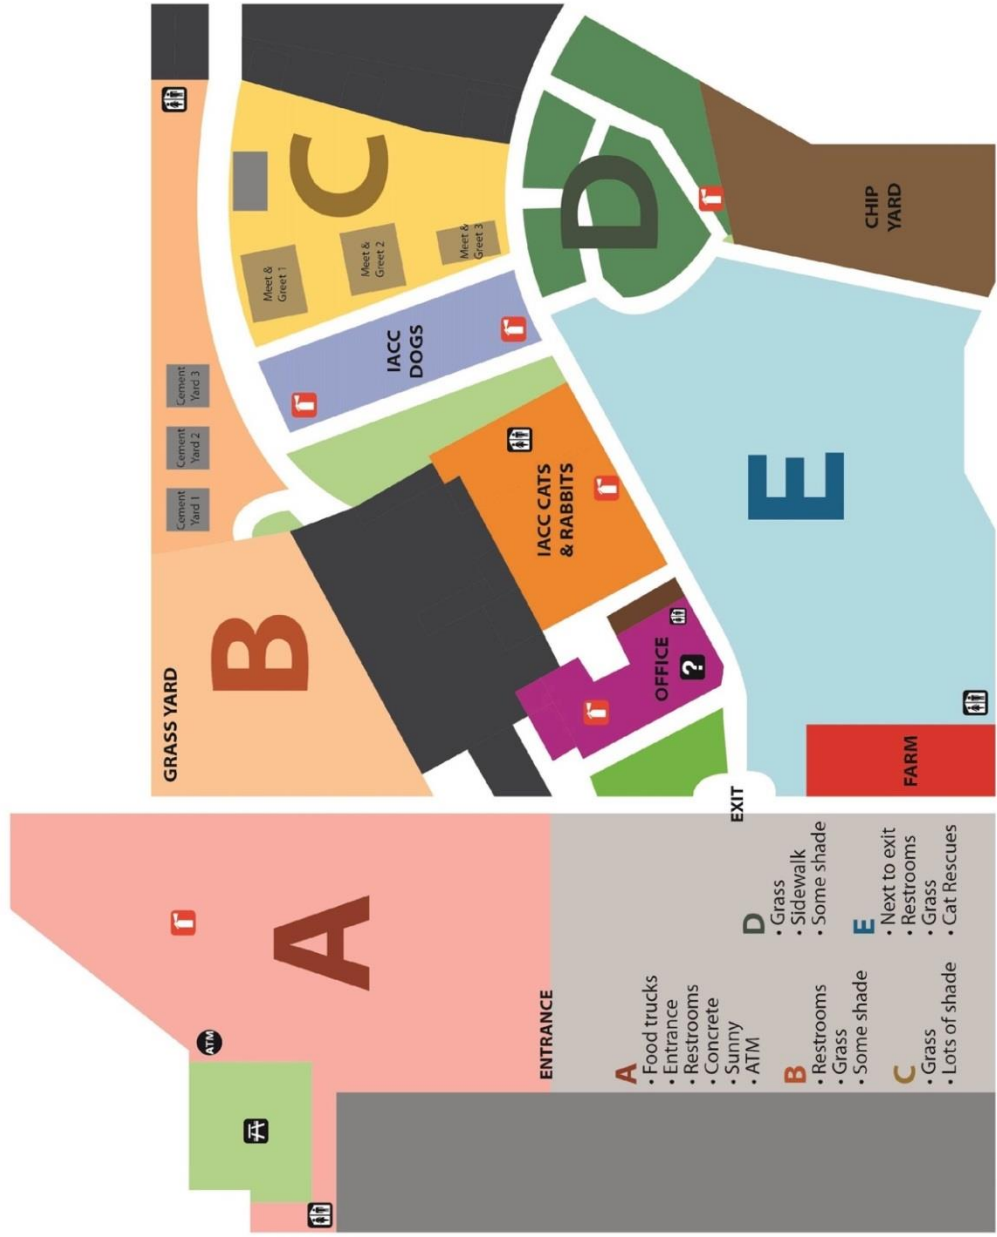 GRASS YARD
B
Cement
Yard 1
Cement
Yard 2
Cement
Yard 3
Meet &
Greet 1
Meet &
Greet 2
Meet &
Greet 3
C
IACC
DOGS
D
CHIP
YARD
IACC CATS
& RABBITS
E
OFFICE
?
FARM
EXIT
A
ATM
ENTRANCE
A
• Food trucks
• Entrance
• Restrooms
• Concrete
• Sunny
• ATM
B
• Restrooms
• Grass
• Some shade
C
• Grass
• Lots of shade
D
• Grass
• Sidewalk
• Some shade
E
• Next to exit
• Restrooms
• Grass
• Cat Rescues